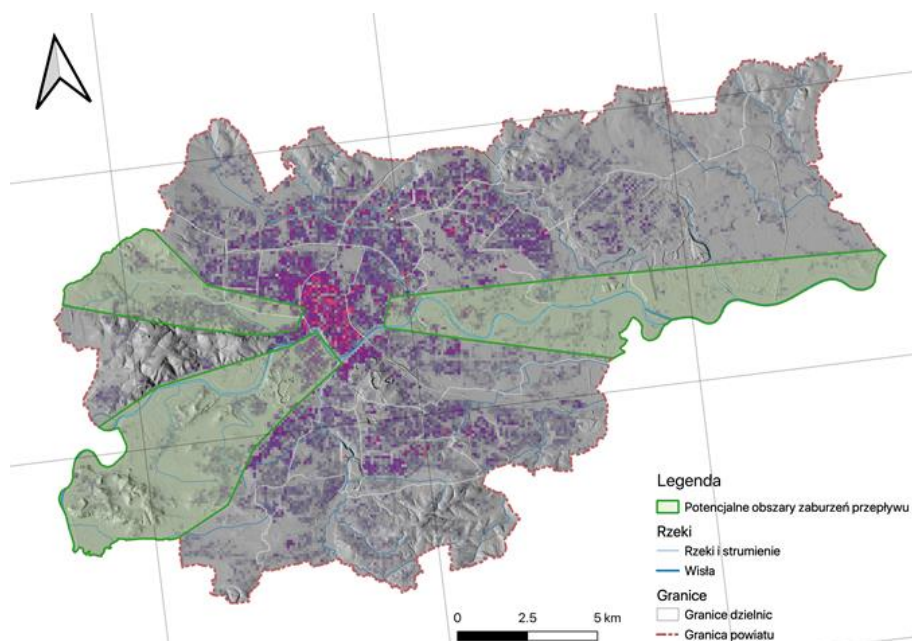 Legenda
Potencjalne obszary zaburzeń przepływu
Rzeki
Rzeki i strumienie
Wisła
Granice
Granice dzielnic
Granica powiatu
0 2.5 5 km